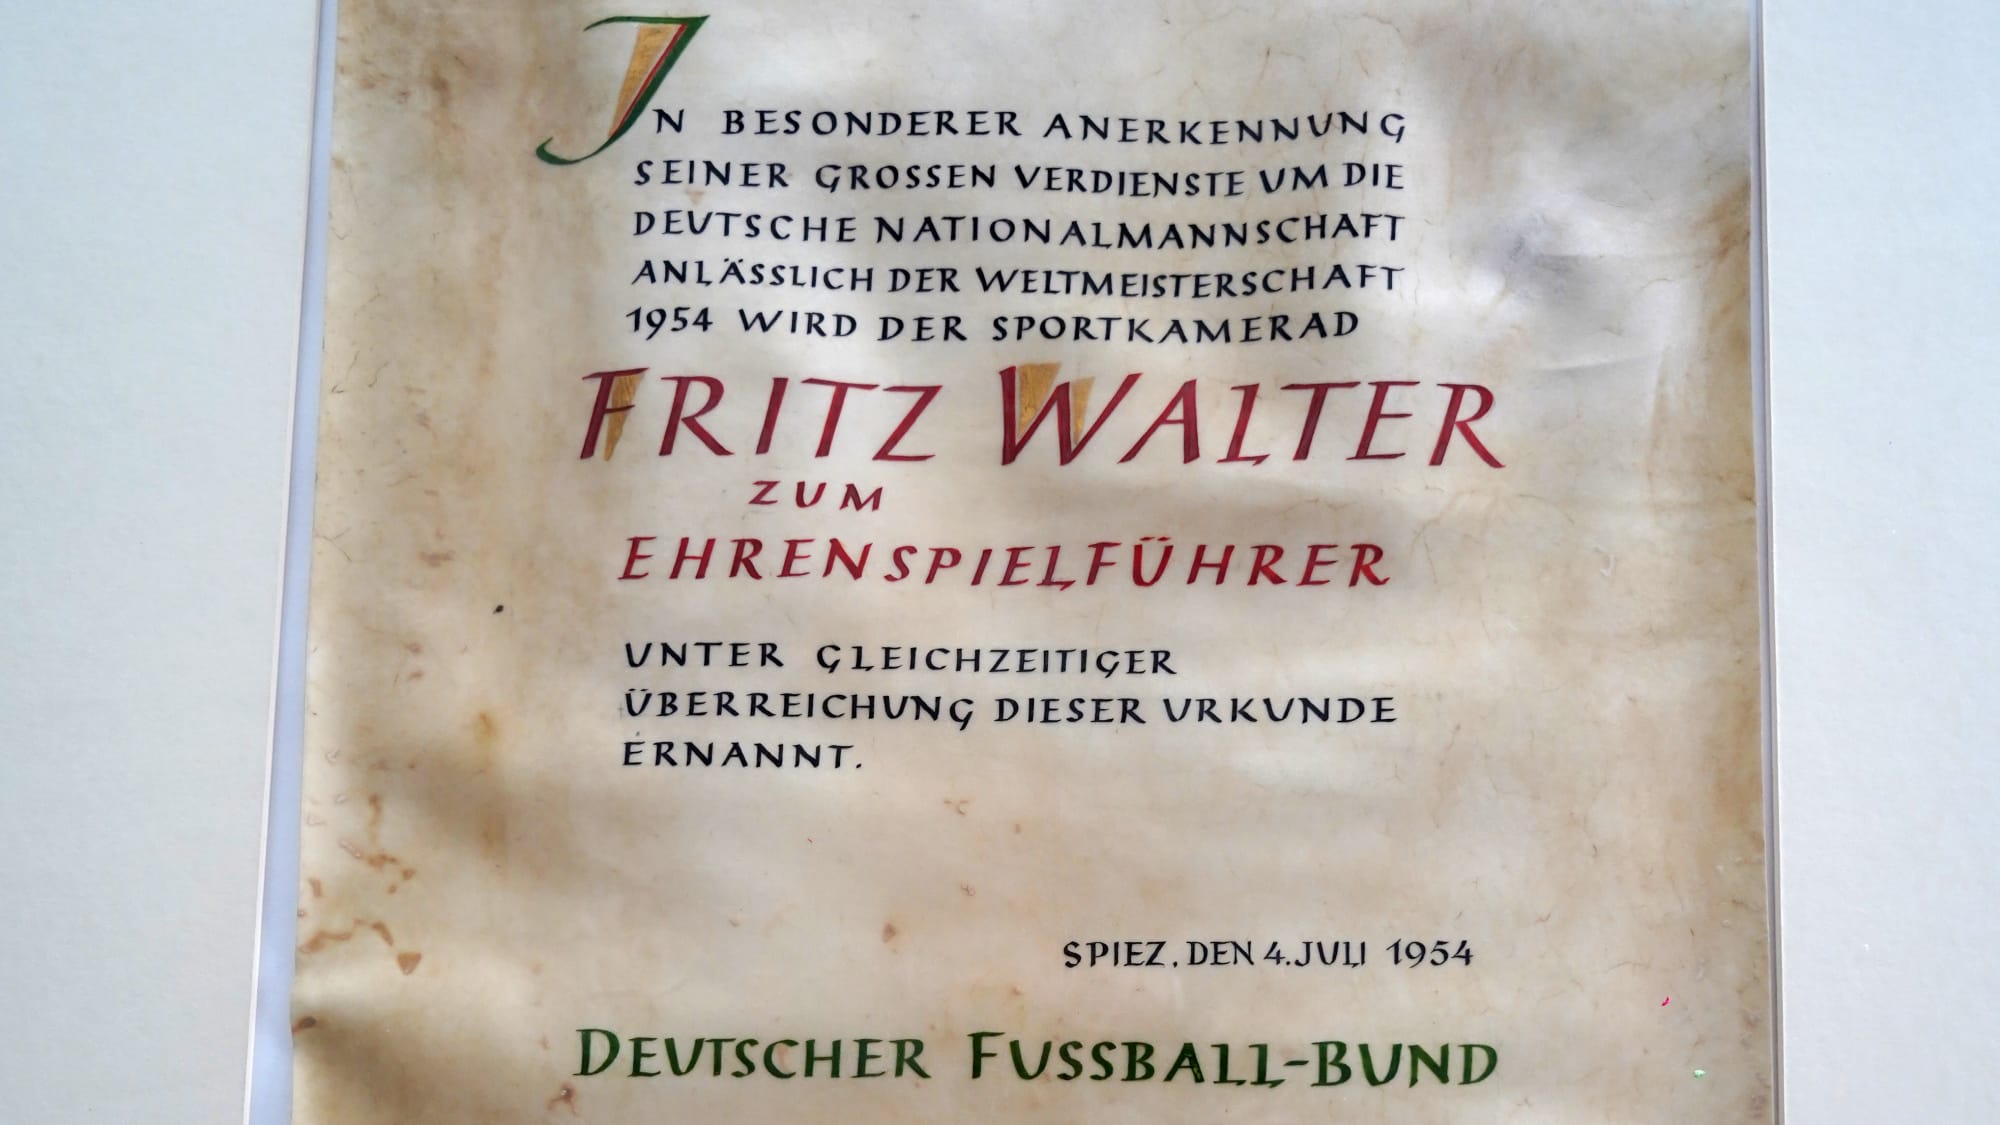 IN BESONDERER ANERKENNUNG
SEINER GROSSEN VERDIENSTE UM DIE
DEUTSCHE NATIONALMANNSCHAFT
ANLÄSSLICH DER WELTMEISTERSCHAFT
1954 WIRD DER SPORTKAMERAD
FRITZ WALTER
ZUM
EHRENSPIELFÜHRER
UNTER GLEICHZEITIGER
ÜBERREICHUNG DIESER URKUNDE
ERNANNT.
SPIEZ, DEN 4. JULI 1954
DEUTSCHER FUSSBALL-BUND